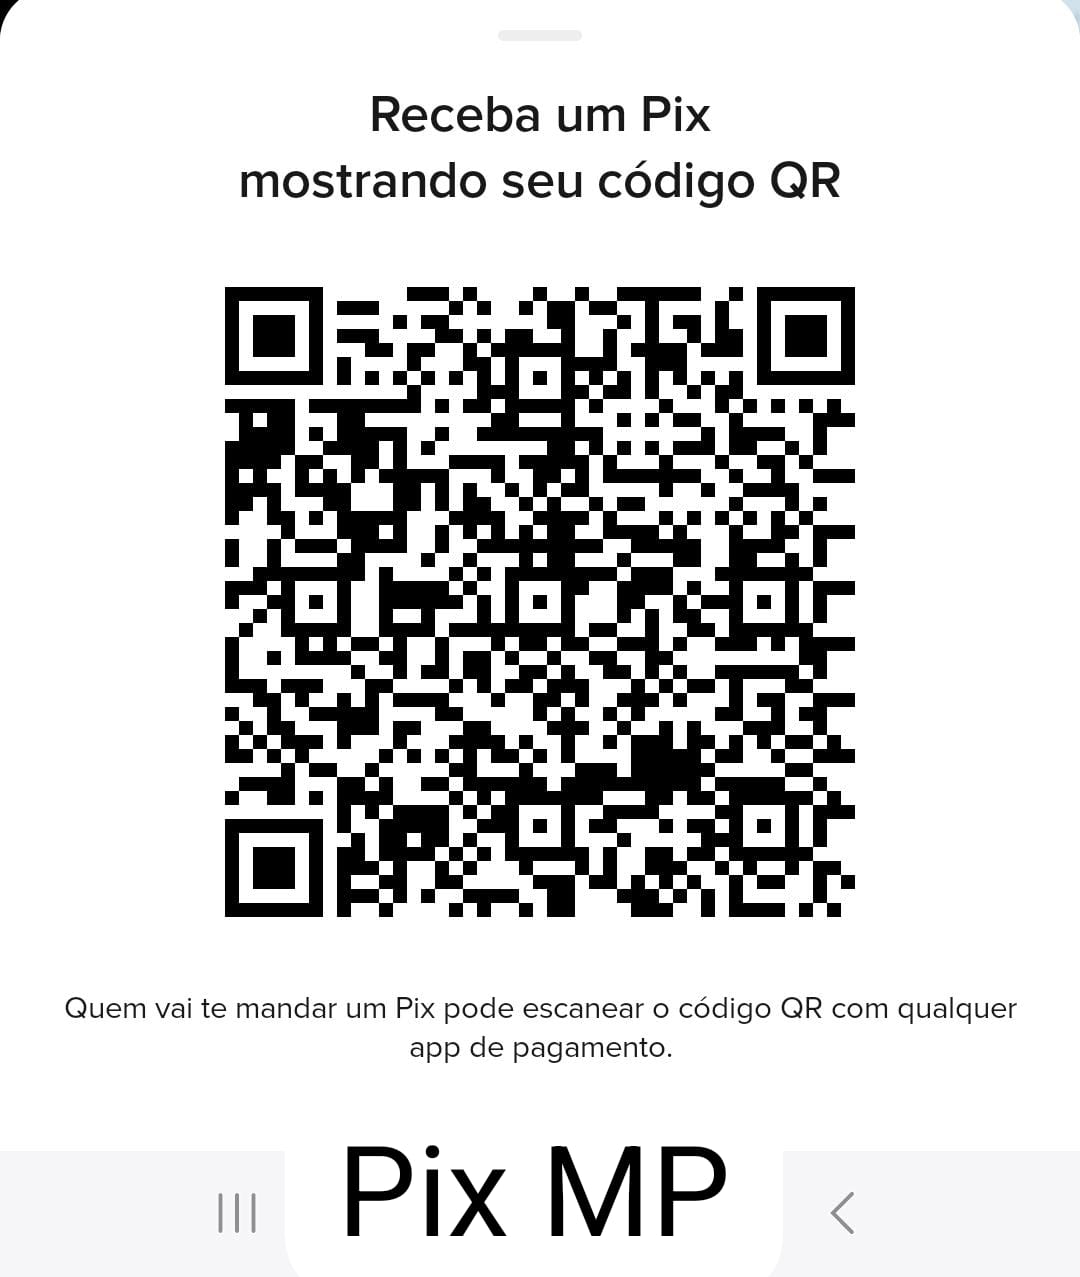 Receba um Pix
mostrando seu código QR
Quem vai te mandar um Pix pode escanear o código QR com qualquer
app de pagamento.
Pix MP